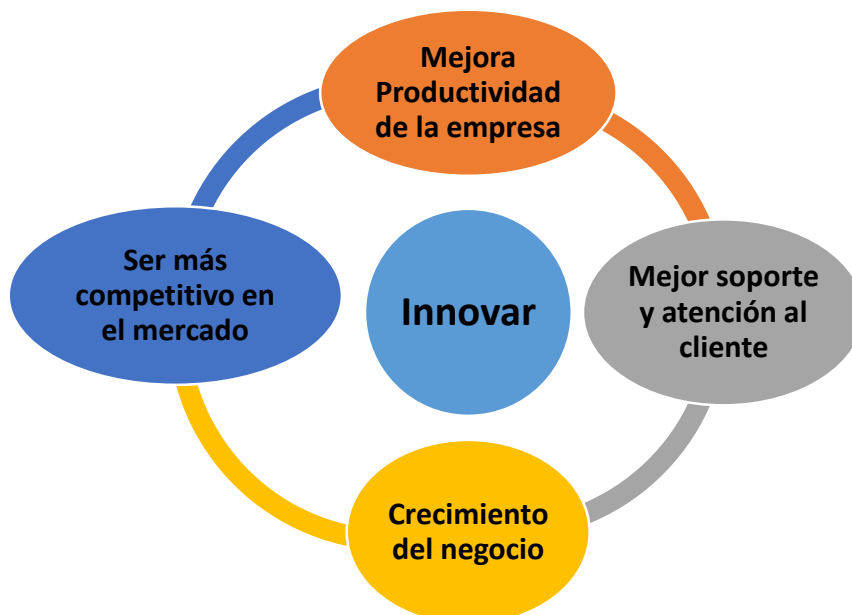 Mejora
Productividad
de la empresa
Ser más
competitivo en
el mercado
Innovar
Mejor soporte
y atención al
cliente
Crecimiento
del negocio